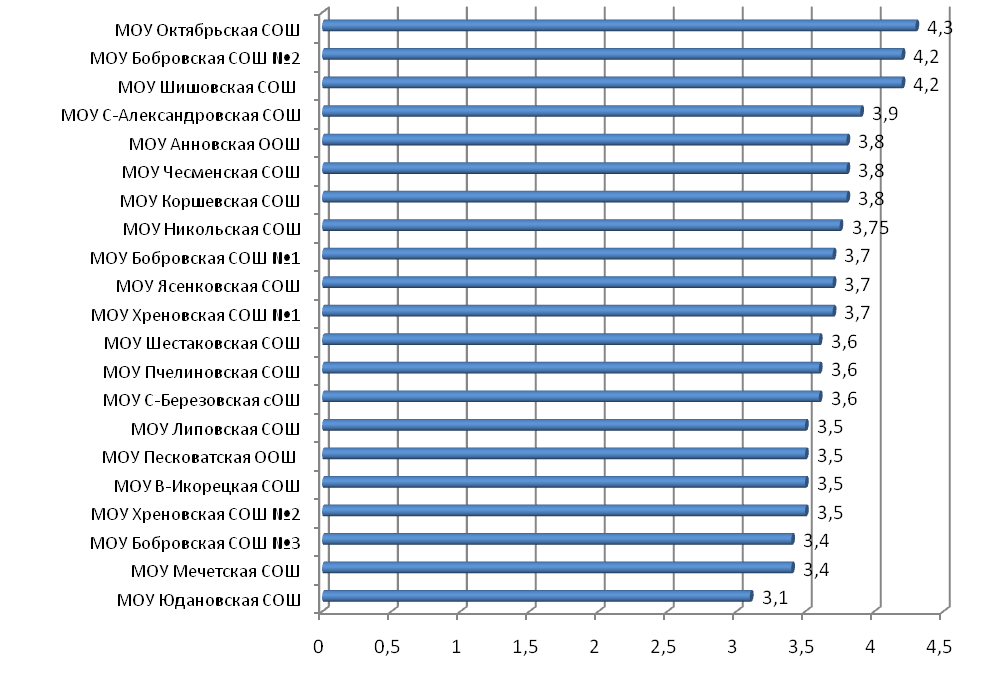 МОУ Октябрьская СОШ 4,3
МОУ Бобровская СОШ №2 4,2
МОУ Шишовская СОШ 4,2
МОУ С-Александровская СОШ 3,9
МОУ Анновская ООШ 3,8
МОУ Чесменская СОШ 3,8
МОУ Коршевская СОШ 3,8
МОУ Никольская СОШ 3,75
МОУ Бобровская СОШ №1 3,7
МОУ Ясенковская СОШ 3,7
МОУ Хреновская СОШ №1 3,7
МОУ Шестаковская СОШ 3,6
МОУ Пчелиновская СОШ 3,6
МОУ С-Березовская сОШ 3,6
МОУ Липовская СОШ 3,5
МОУ Песковатская ООШ 3,5
МОУ В-Икорецкая СОШ 3,5
МОУ Хреновская СОШ №2 3,5
МОУ Бобровская СОШ №3 3,4
МОУ Мечетская СОШ 3,4
МОУ Юдановская СОШ 3,1
0 0,5 1 1,5 2 2,5 3 3,5 4 4,5